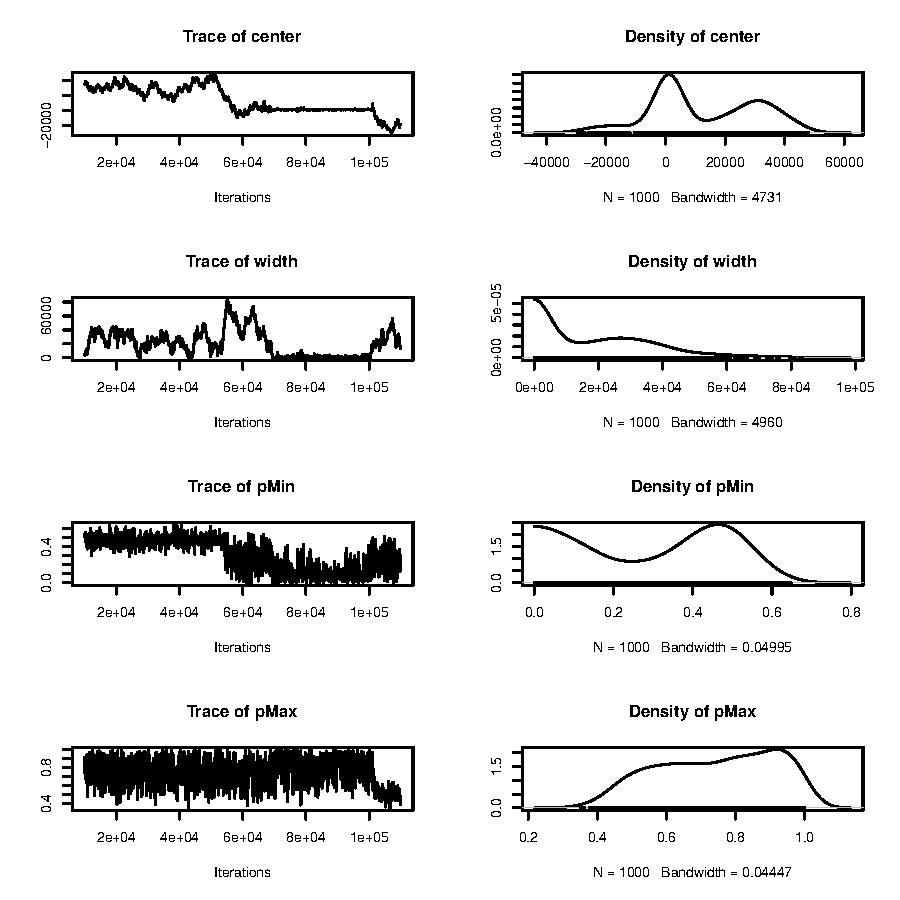 Trace of center
Density of center
−20000
2e+04 4e+04 6e+04 8e+04 1e+05
Iterations
0.0e+00
−40000 −20000 0 20000 40000 60000
N = 1000 Bandwidth = 4731
Trace of width
Density of width
0 60000
2e+04 4e+04 6e+04 8e+04 1e+05
Iterations
0e+00 5e−05
0e+00 2e+04 4e+04 6e+04 8e+04 1e+05
N = 1000 Bandwidth = 4960
Trace of pMin
Density of pMin
0.0 0.4
2e+04 4e+04 6e+04 8e+04 1e+05
Iterations
0.0 1.5
0.0 0.2 0.4 0.6 0.8
N = 1000 Bandwidth = 0.04995
Trace of pMax
Density of pMax
0.4 0.8
2e+04 4e+04 6e+04 8e+04 1e+05
Iterations
0.0 1.5
0.2 0.4 0.6 0.8 1.0
N = 1000 Bandwidth = 0.04447